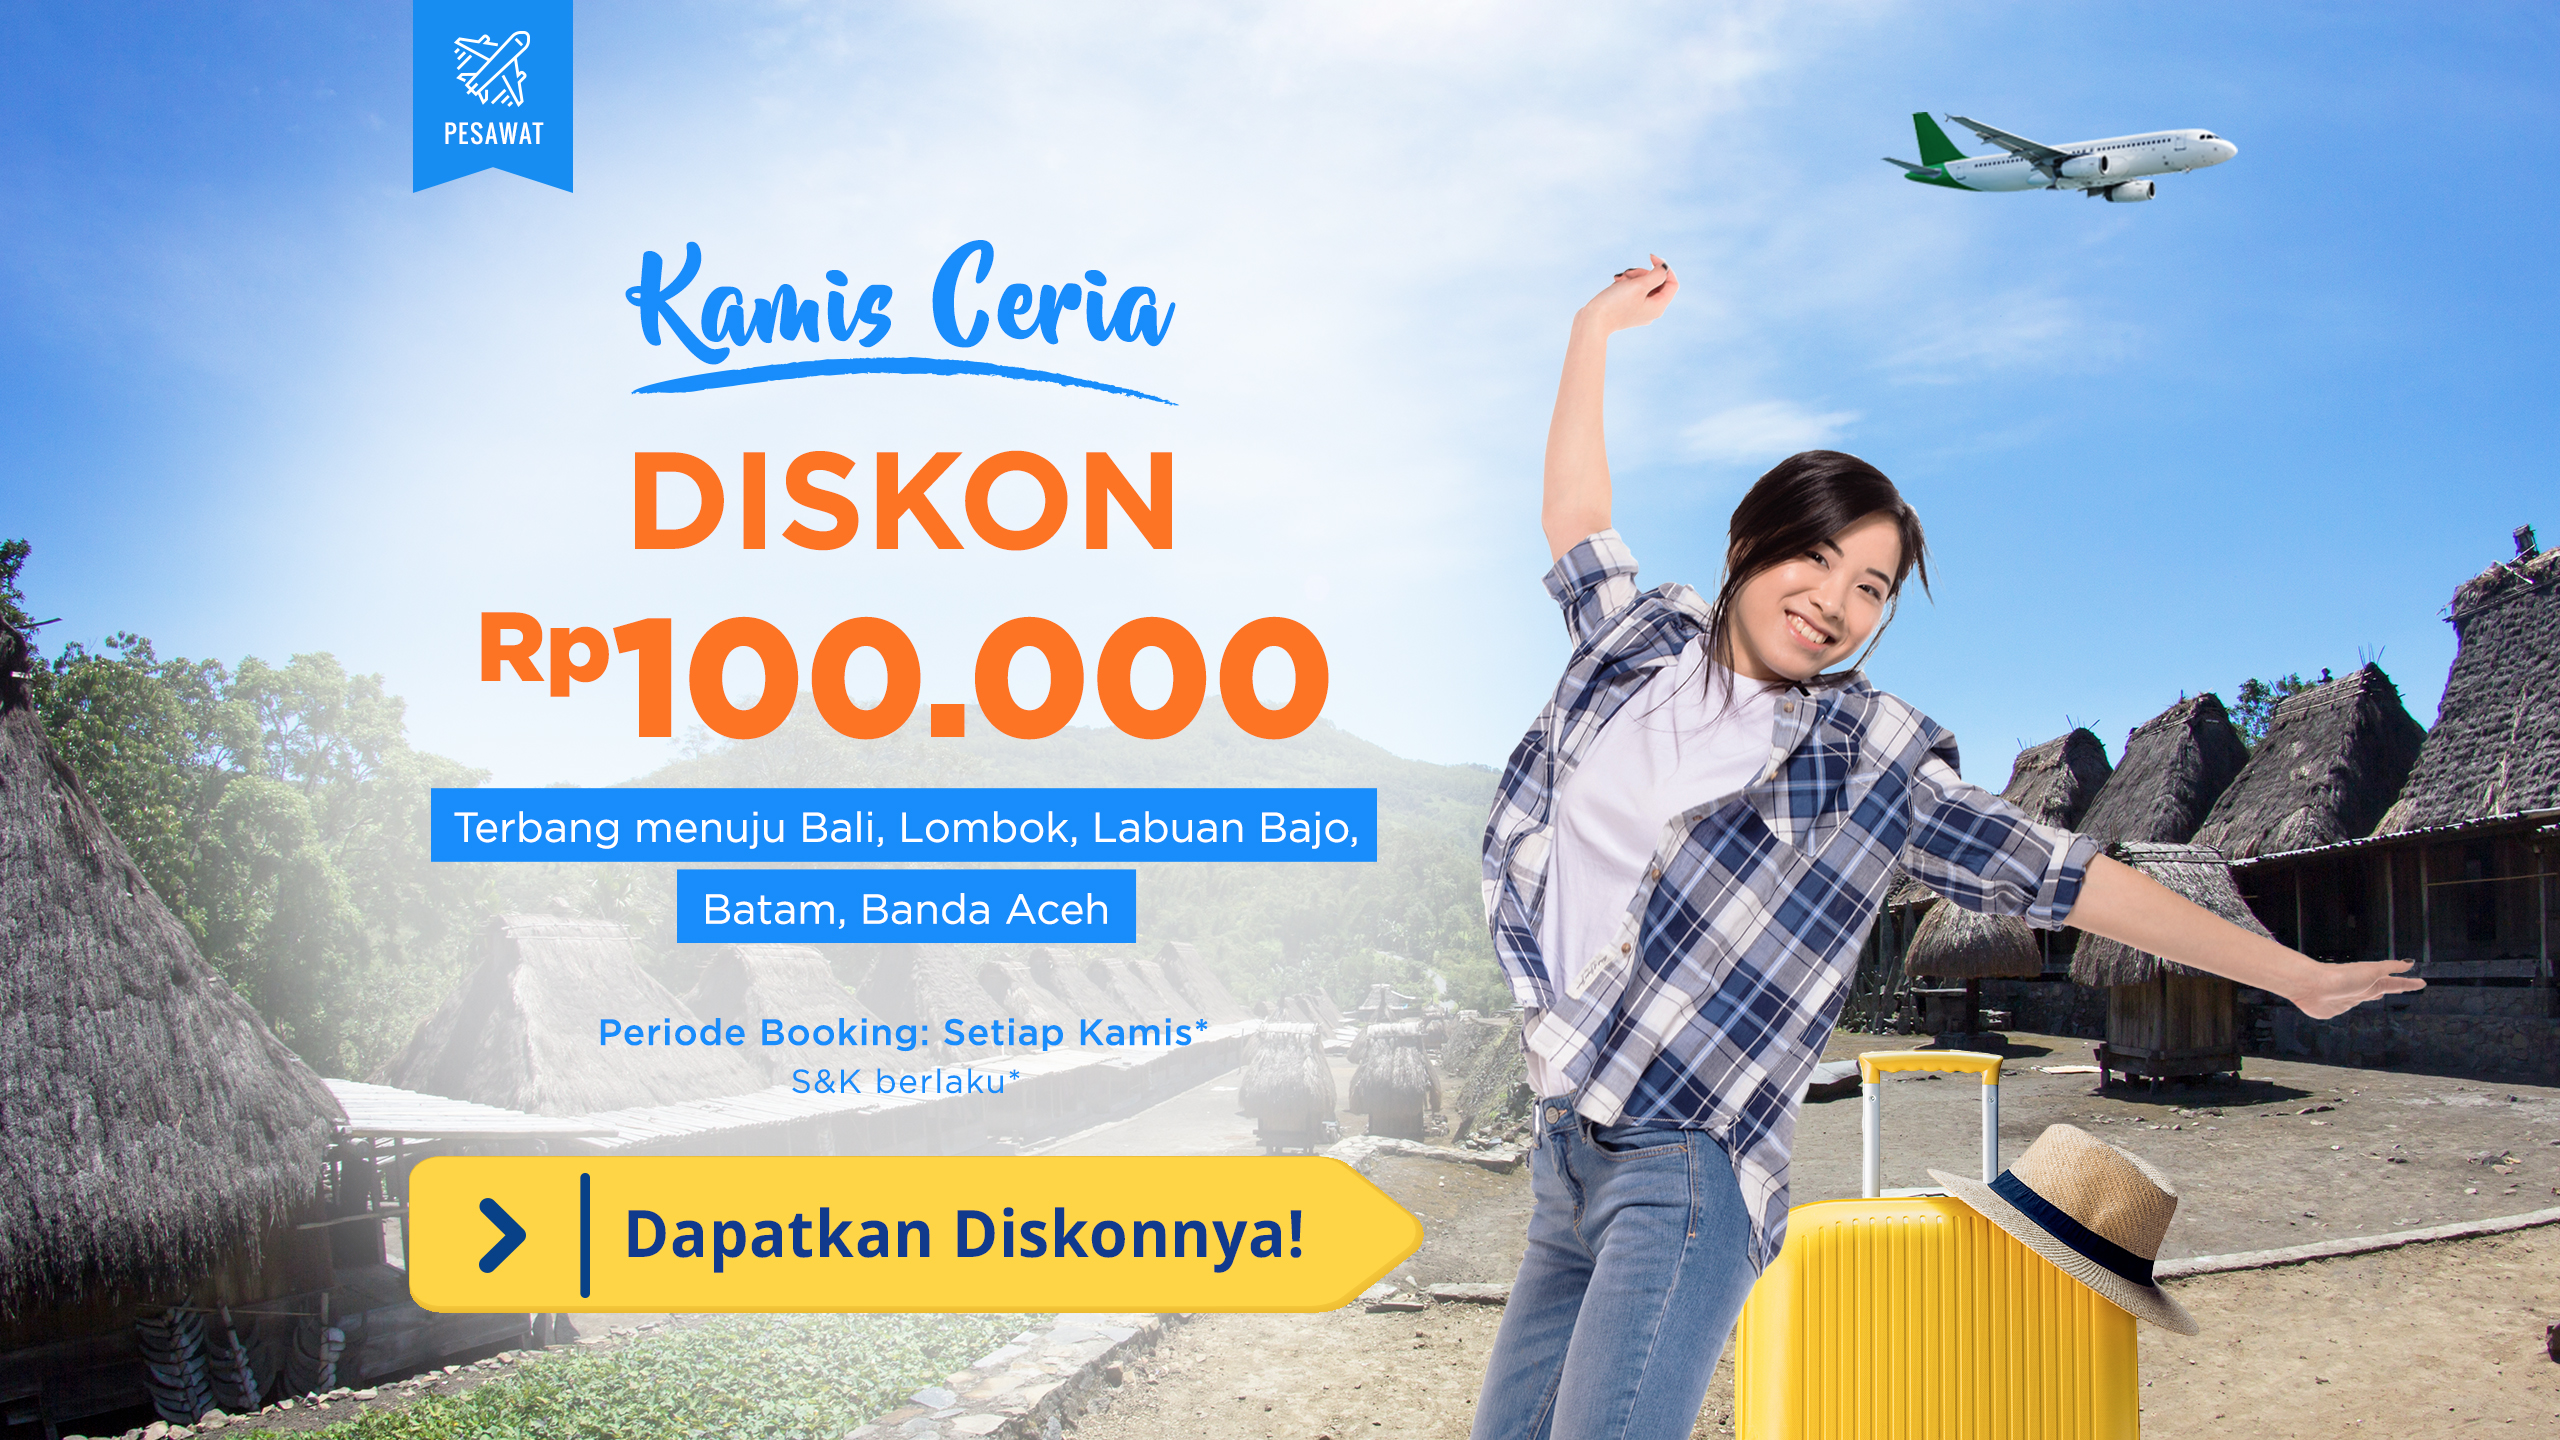 PESAWAT
Kamis Ceria
DISKON
Rp100.000
Terbang menuju Bali, Lombok, Labuan Bajo,
Batam, Banda Aceh
Periode Booking: Setiap Kamis*
S&K berlaku*
Dapatkan Diskonnya!